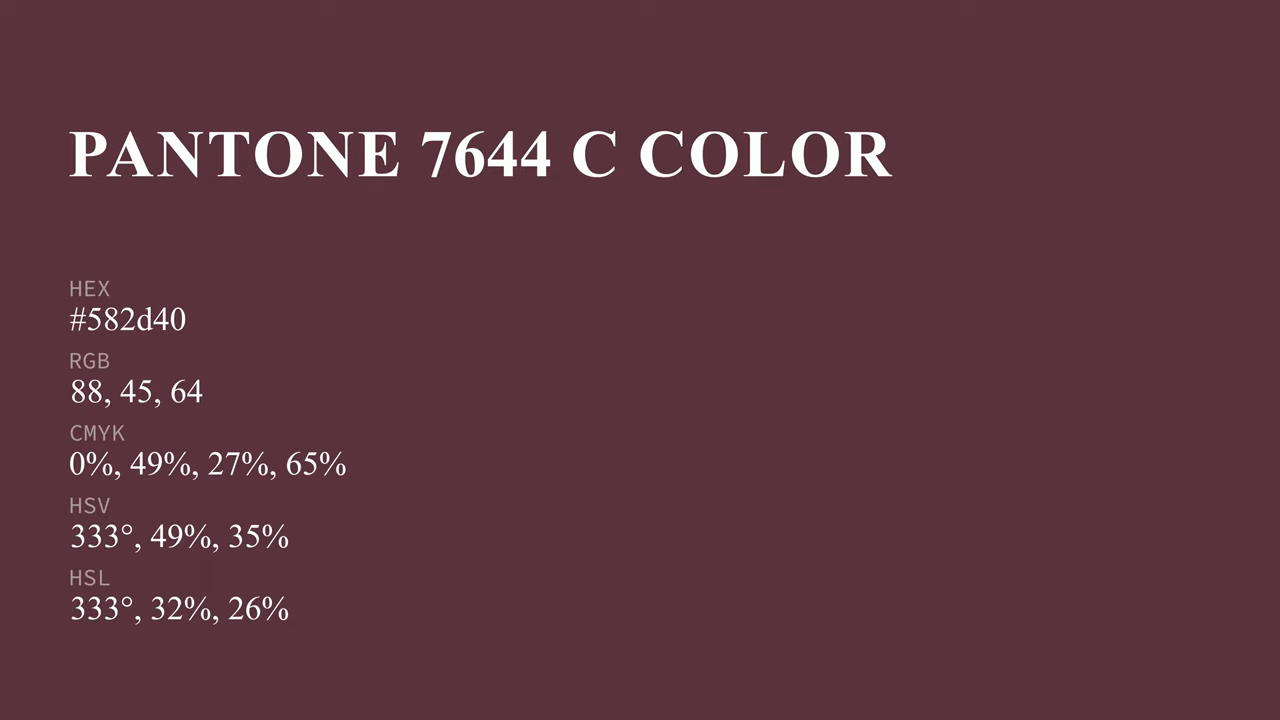 PANTONE 7644 C COLOR
HEX
#582d40
RGB
88, 45, 64
CMYK
0%, 49%, 27%, 65%
HSV
333°, 49%, 35%
HSL
333°, 32%, 26%